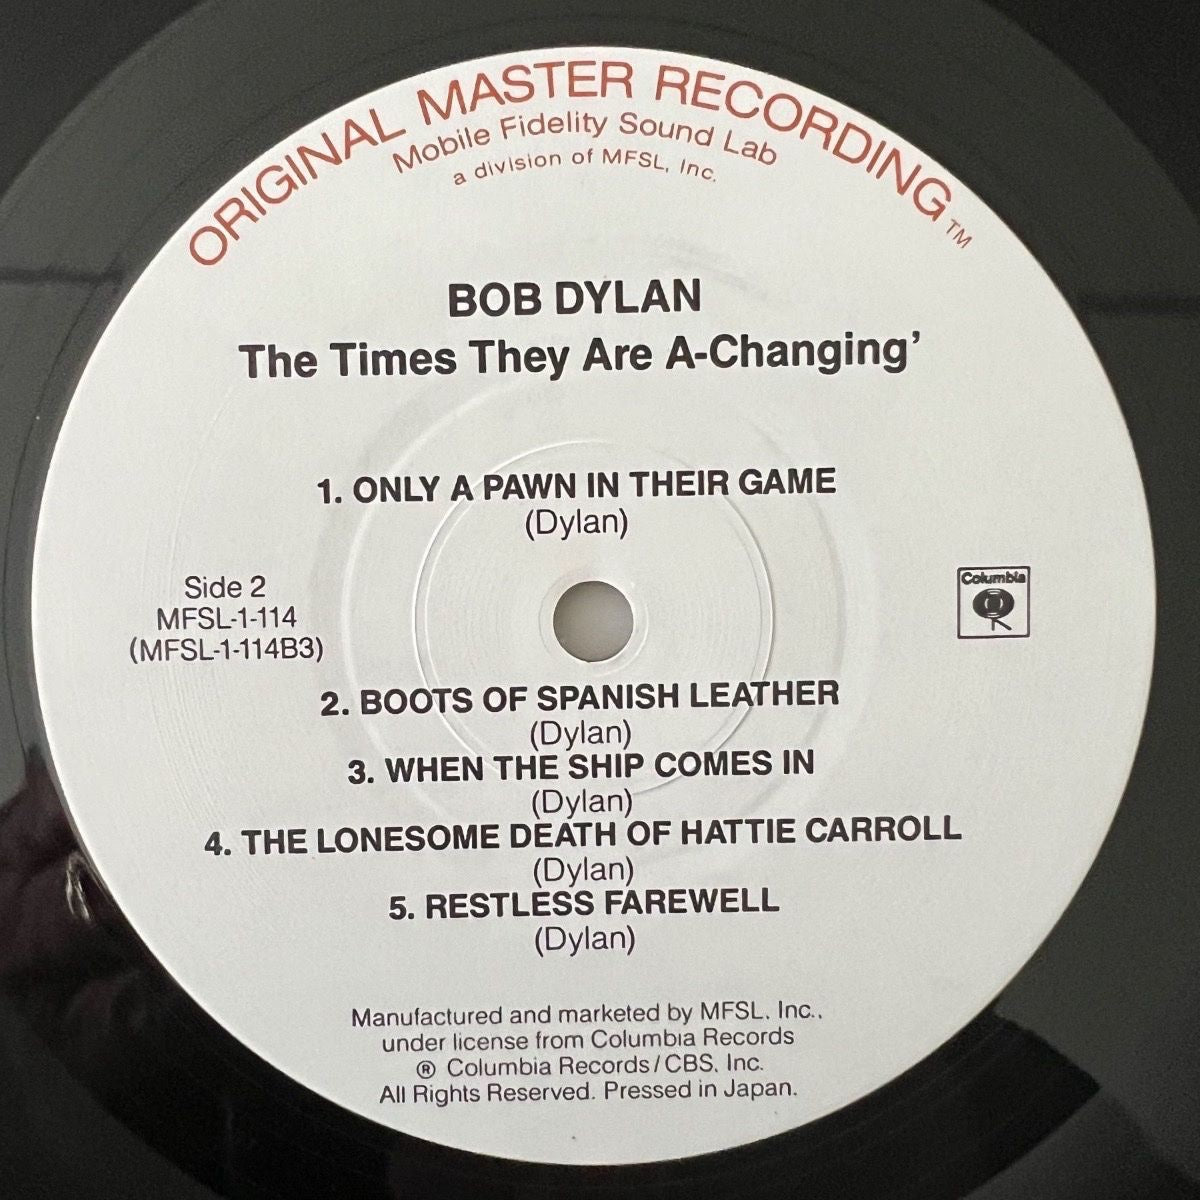 ORIGINAL MASTER RECORDING™
Mobile Fidelity Sound Lab
a division of MFSL, Inc.
BOB DYLAN
The Times They Are A-Changing’
1. ONLY A PAWN IN THEIR GAME
(Dylan)
Side 2
MFSL-1-114
(MFSL-1-114B3)
Columbia
2. BOOTS OF SPANISH LEATHER
(Dylan)
3. WHEN THE SHIP COMES IN
(Dylan)
4. THE LONESOME DEATH OF HATTIE CARROLL
(Dylan)
5. RESTLESS FAREWELL
(Dylan)
Manufactured and marketed by MFSL, Inc.,
under license from Columbia Records
® Columbia Records/CBS, Inc.
All Rights Reserved. Pressed in Japan.